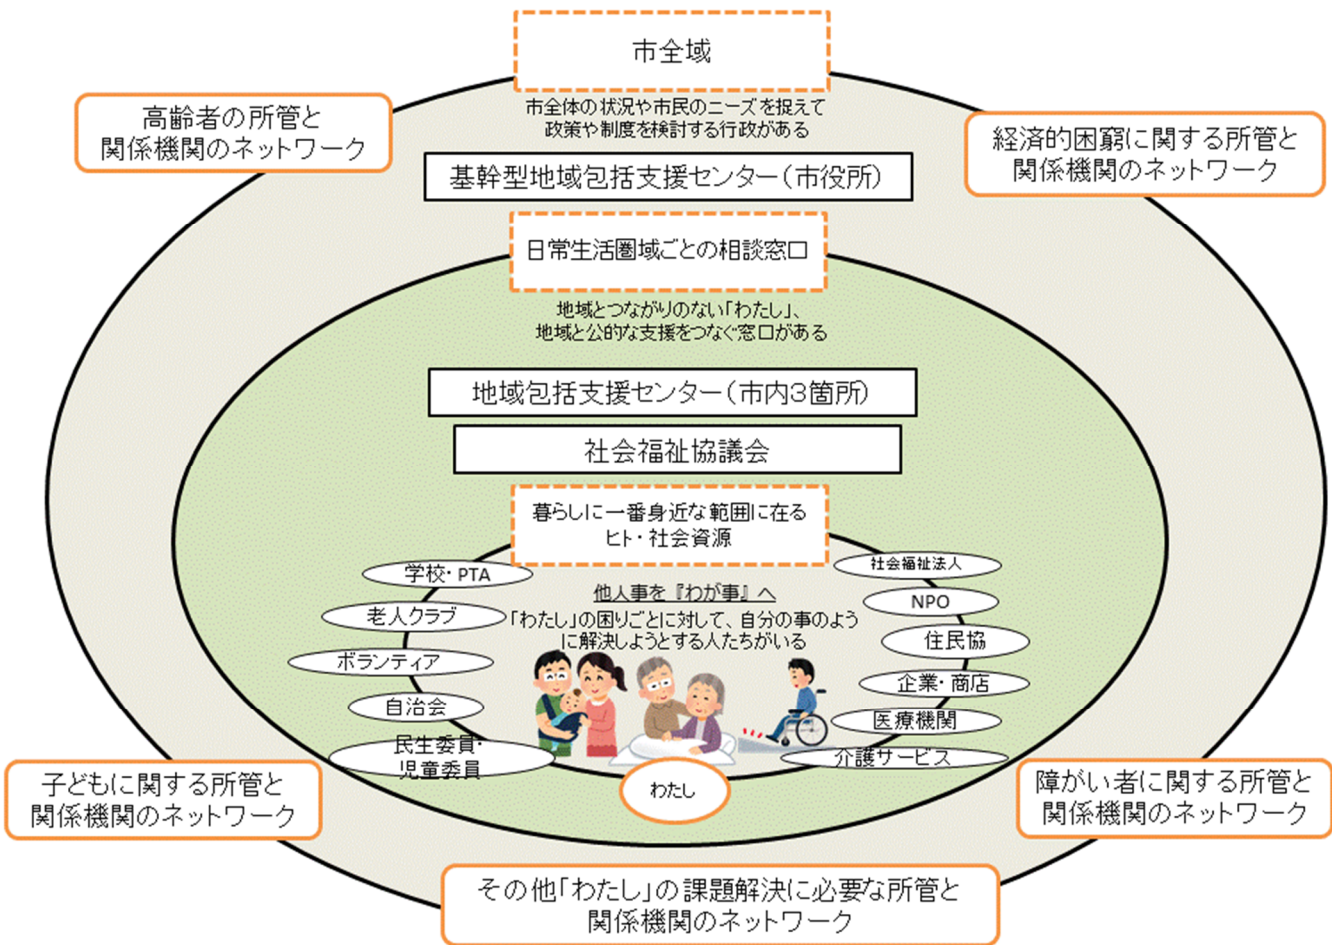 市全域
市全体の状況や市民のニーズを捉えて
政策や制度を検討する行政がある
高齢者の所管と
関係機関のネットワーク
経済的困窮に関する所管と
関係機関のネットワーク
基幹型地域包括支援センター(市役所)
日常生活圏域ごとの相談窓口
地域とつながりのない「わたし」、
地域と公的な支援をつなぐ窓口がある
地域包括支援センター(市内3箇所)
社会福祉協議会
暮らしに一番身近な範囲に在る
ヒト・社会資源
他人事を『わが事』へ
「わたし」の困りごとに対して、自分の事のよう
に解決しようとする人たちがいる
学校・PTA
老人クラブ
ボランティア
自治会
民生委員・
児童委員
社会福祉法人
NPO
住民協
企業・商店
医療機関
介護サービス
わたし
子どもに関する所管と
関係機関のネットワーク
障がい者に関する所管と
関係機関のネットワーク
その他「わたし」の課題解決に必要な所管と
関係機関のネットワーク